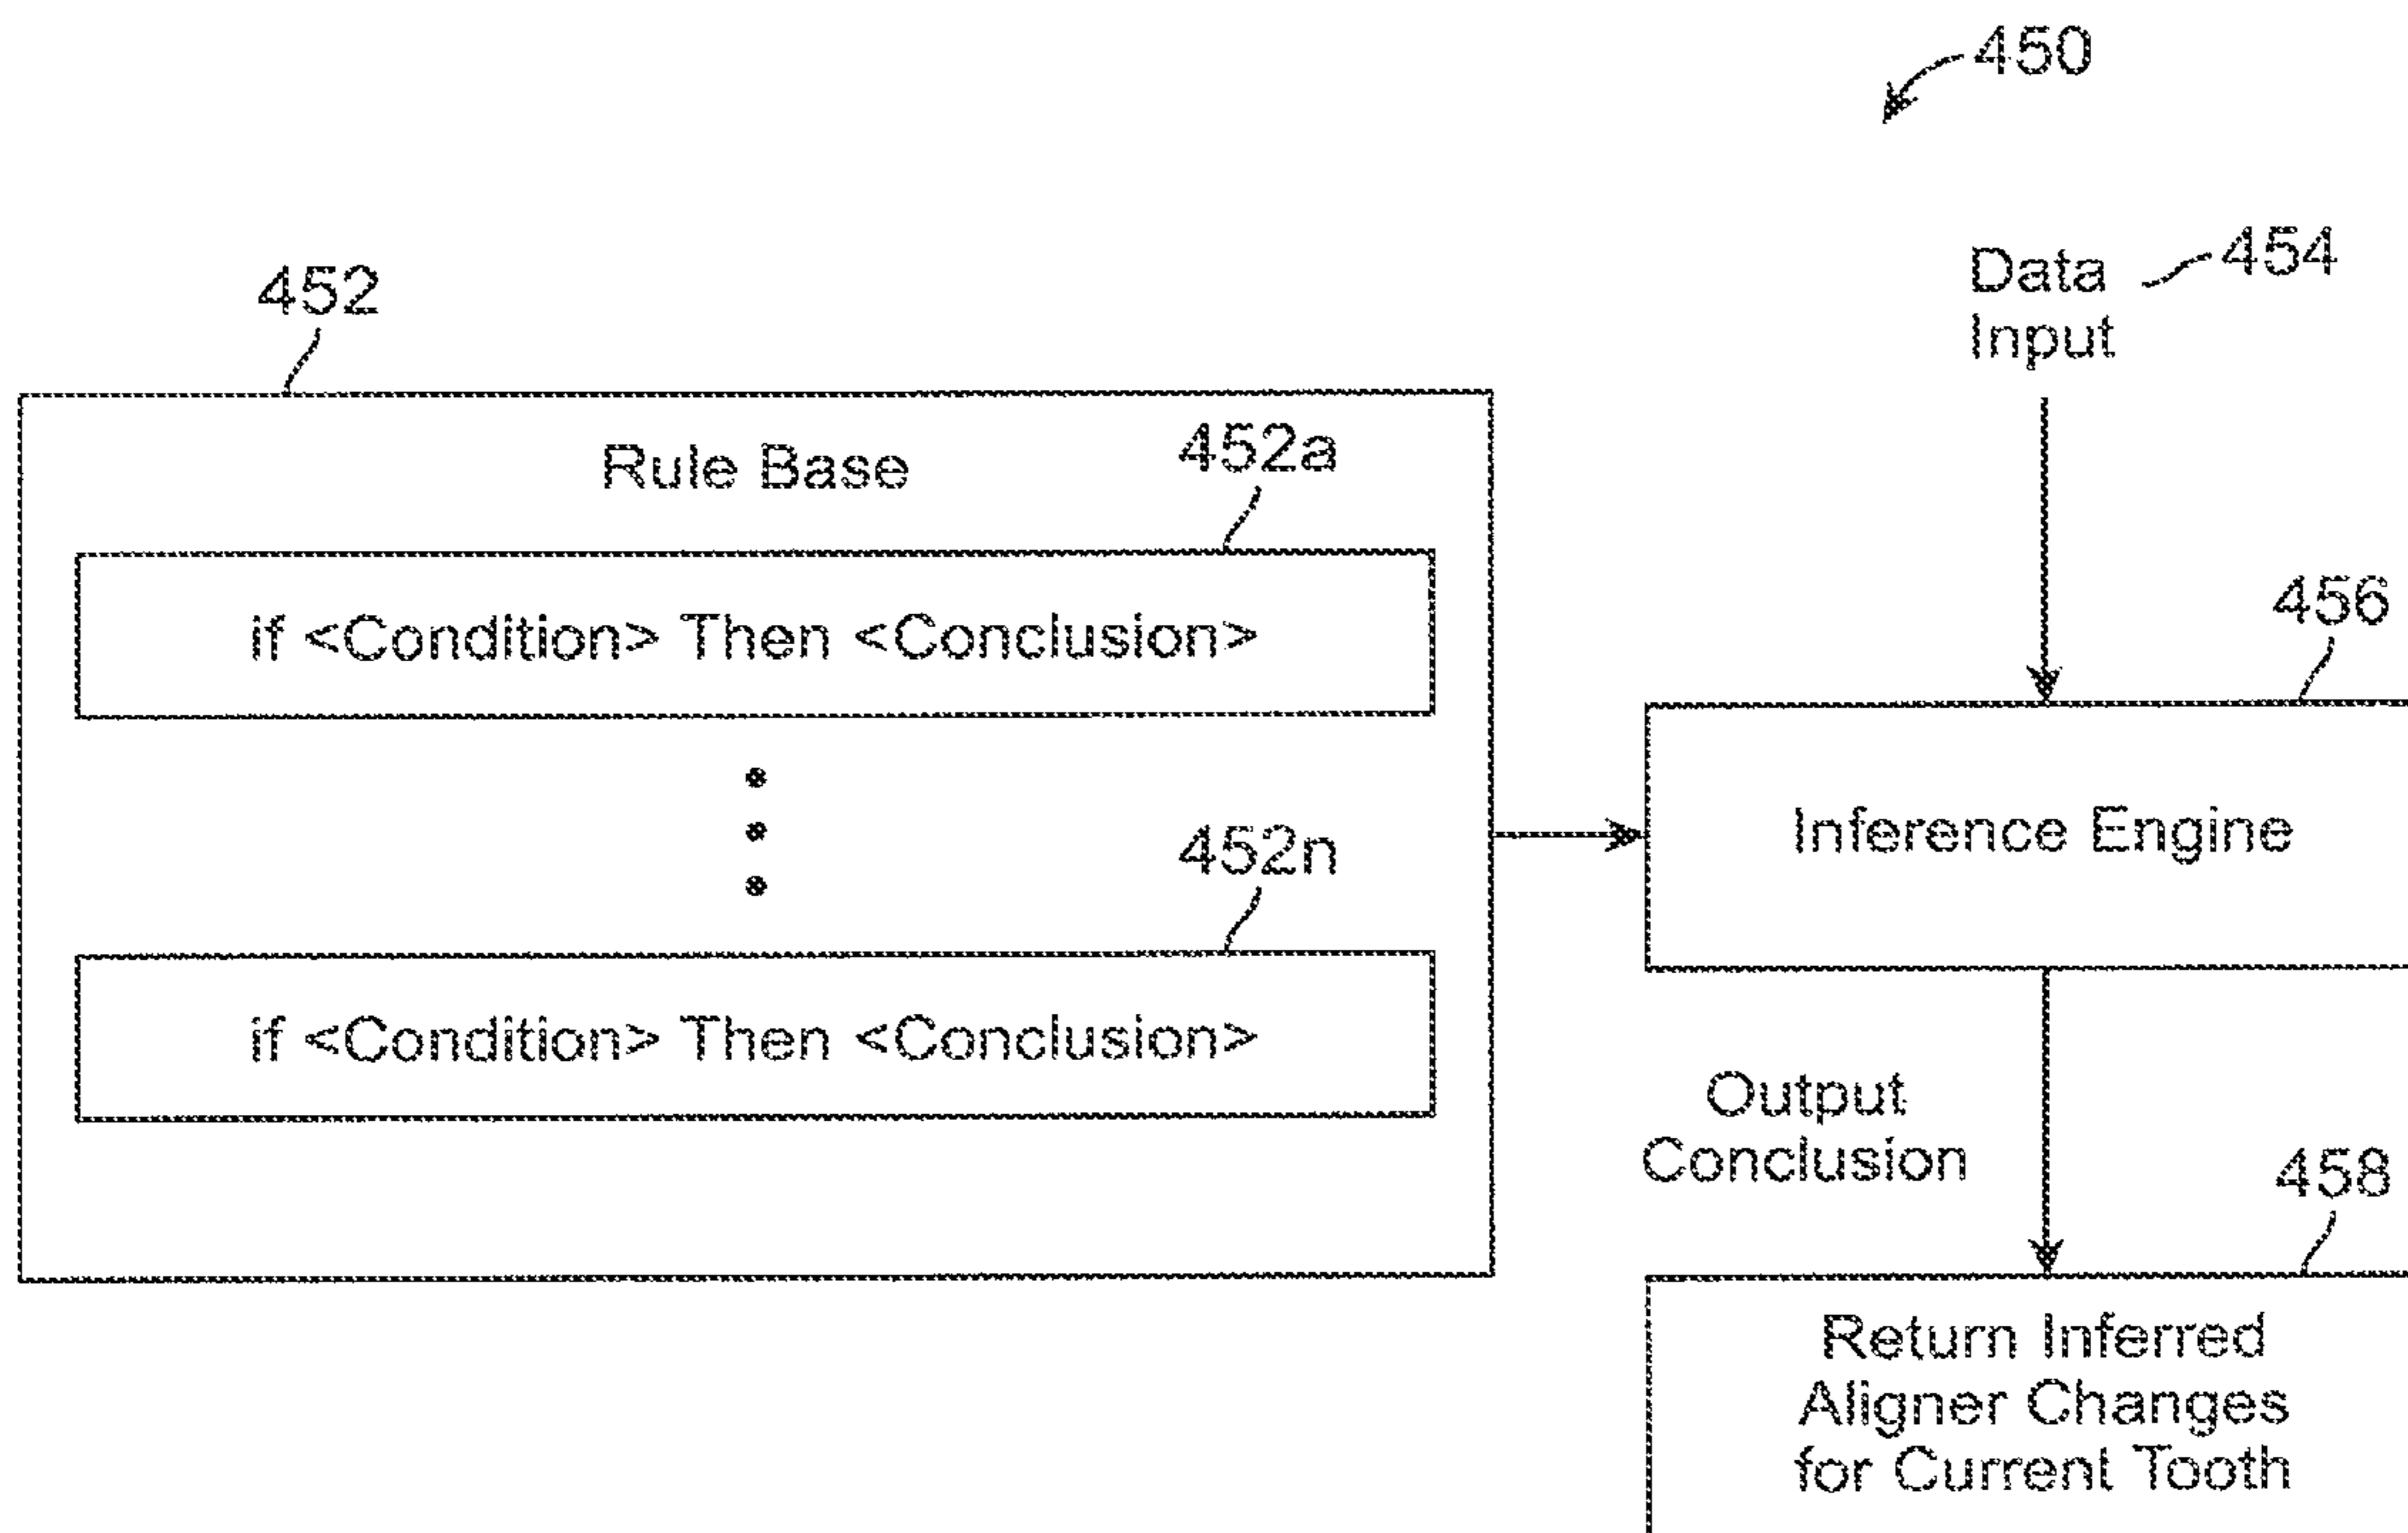 450
Data
454
Input
452
Rule Base
452a
if <Condition> Then <Conclusion>
452n
if <Condition> Then <Conclusion>
456
Inference Engine
Output
Conclusion
458
Return Inferred
Aligner Changes
for Current Tooth